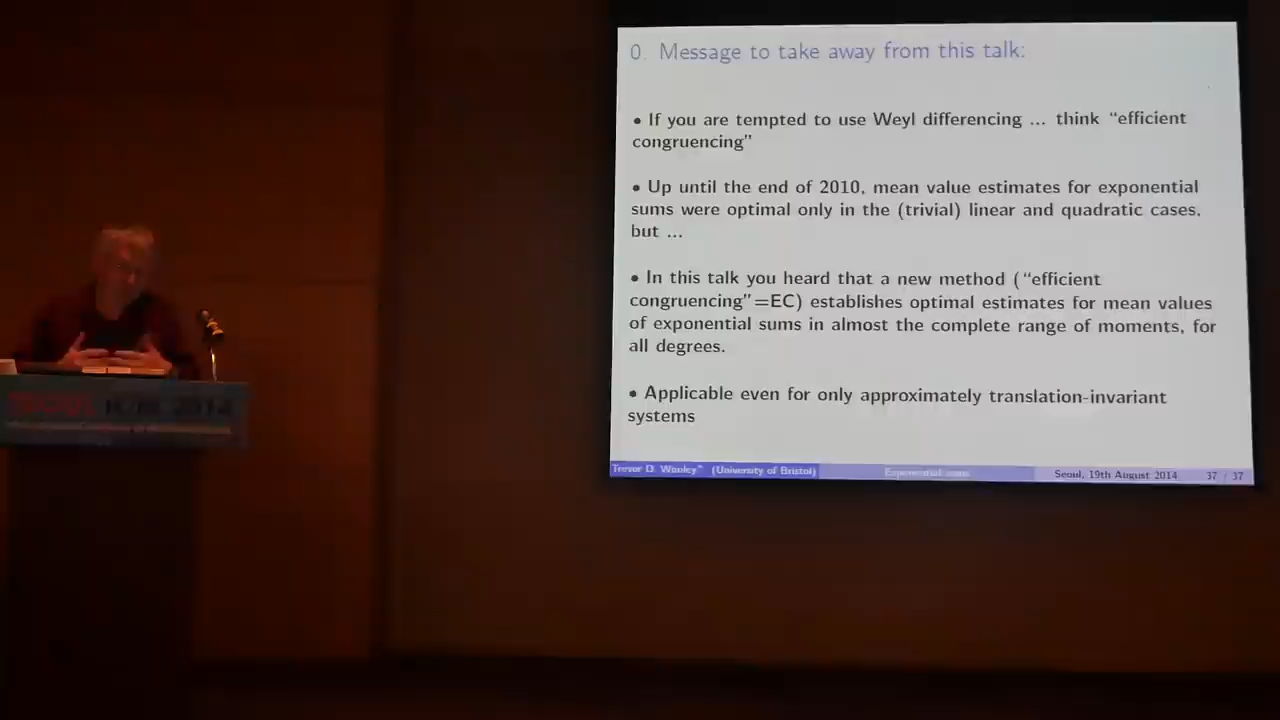 0. Message to take away from this talk:
• If you are tempted to use Weyl differencing ... think “efficient
congruencing”
• Up until the end of 2010, mean value estimates for exponential
sums were optimal only in the (trivial) linear and quadratic cases,
but ...
• In this talk you heard that a new method (“efficient
congruencing”=EC) establishes optimal estimates for mean values
of exponential sums in almost the complete range of moments, for
all degrees.
• Applicable even for only approximately translation-invariant
systems
Trevor D. Wooley* (University of Bristol) Exponential sums Seoul, 19th August 2014 37 / 37
SEOUL ICM 2014